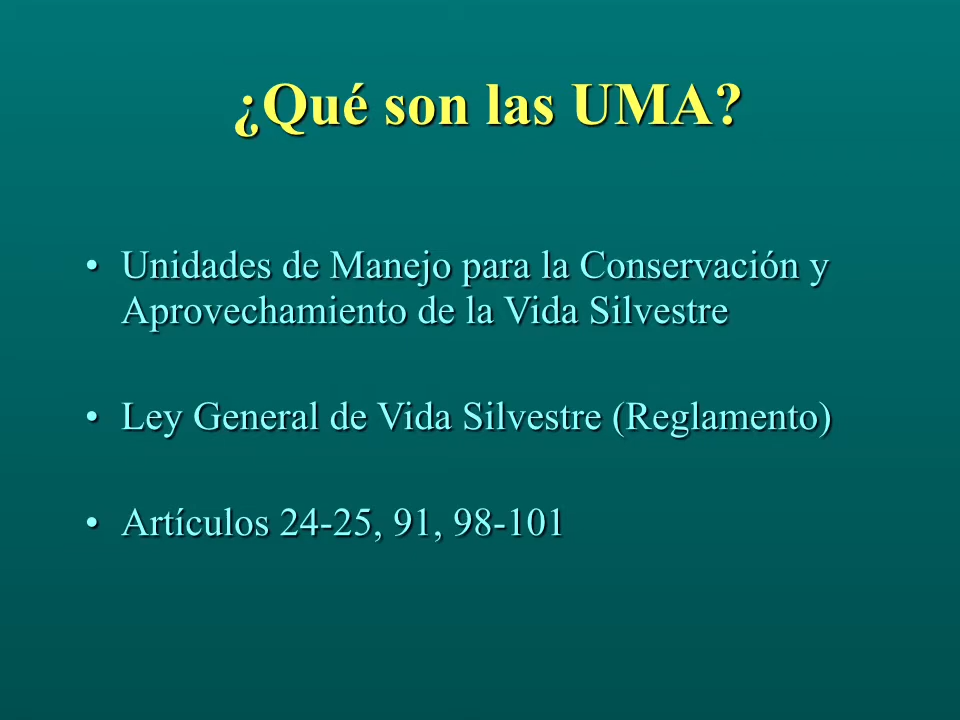 ¿Qué son las UMA?
• Unidades de Manejo para la Conservación y
Aprovechamiento de la Vida Silvestre
• Ley General de Vida Silvestre (Reglamento)
• Artículos 24-25, 91, 98-101